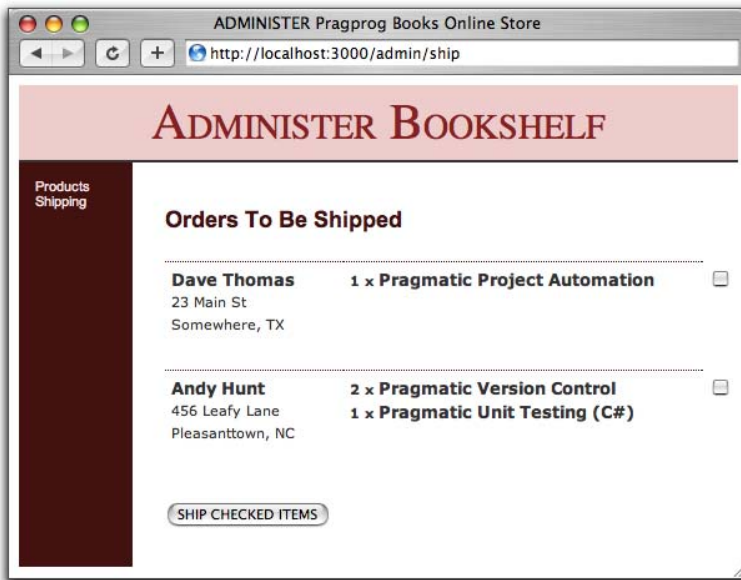 ADMINISTER Pragprog Books Online Store
http://localhost:3000/admin/ship
ADMINISTER BOOKSHELF
Products
Shipping
Orders To Be Shipped
Dave Thomas
1 x Pragmatic Project Automation
23 Main St
Somewhere, TX
Andy Hunt
2 x Pragmatic Version Control
456 Leafy Lane
1 x Pragmatic Unit Testing (C#)
Pleasanttown, NC
SHIP CHECKED ITEMS